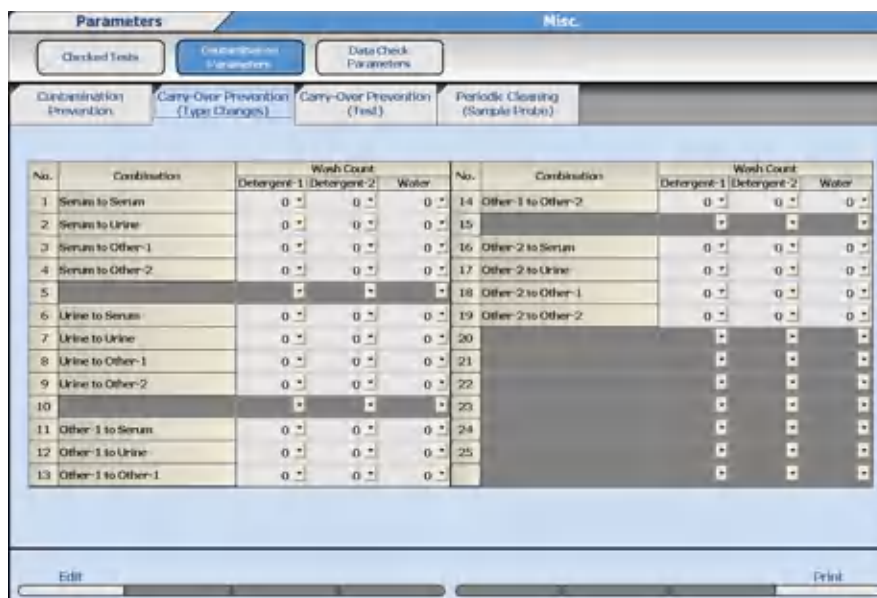 Parameters
Misc.
Checked Tests
Contamination
Parameters
Data Check
Parameters
Contamination
Prevention
Carry-Over Prevention
(Type Changes)
Carry-Over Prevention
(Test)
Periodic Cleaning
(Sample Probe)
No. Combination Wash Count No. Combination Wash Count
Detergent-1 Detergent-2 Water Detergent-1 Detergent-2 Water
1 Serum to Serum 0 0 0 14 Other-1 to Other-2 0 0 0
2 Serum to Urine 0 0 0 15
3 Serum to Other-1 0 0 0 16 Other-2 to Serum 0 0 0
4 Serum to Other-2 0 0 0 17 Other-2 to Urine 0 0 0
5 18 Other-2 to Other-1 0 0 0
6 Urine to Serum 0 0 0 19 Other-2 to Other-2 0 0 0
7 Urine to Urine 0 0 0 20
8 Urine to Other-1 0 0 0 21
9 Urine to Other-2 0 0 0 22
10 23
11 Other-1 to Serum 0 0 0 24
12 Other-1 to Urine 0 0 0 25
13 Other-1 to Other-1 0 0 0
Edit
Print